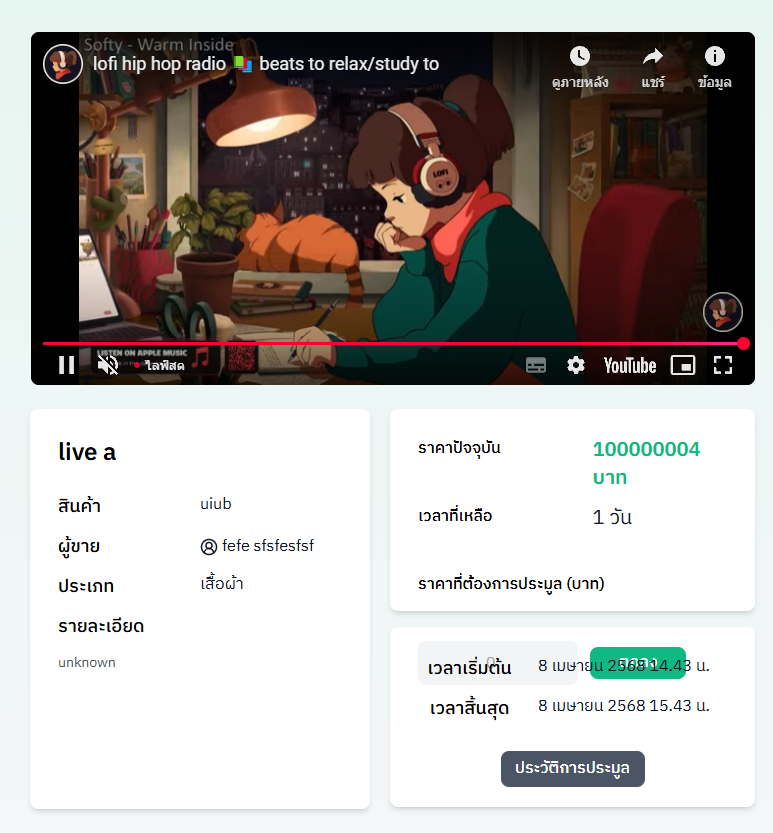 Softy - Warm Inside
lofi hip hop radio 📚 beats to relax/study to
ดูภายหลัง
แชร์
ข้อมูล
LOFI
LISTEN ON APPLE MUSIC
ไลฟ์สด
YouTube
live a
สินค้า uiub
ผู้ขาย fefe sfsfesfsf
ประเภท เสื้อผ้า
รายละเอียด
unknown
ราคาปัจจุบัน 100000004
บาท
เวลาที่เหลือ 1 วัน
ราคาที่ต้องการประมูล (บาท)
เวลาเริ่มต้น 8 เมษายน 2568 14.43 น.
เวลาสิ้นสุด 8 เมษายน 2568 15.43 น.
ประวัติการประมูล